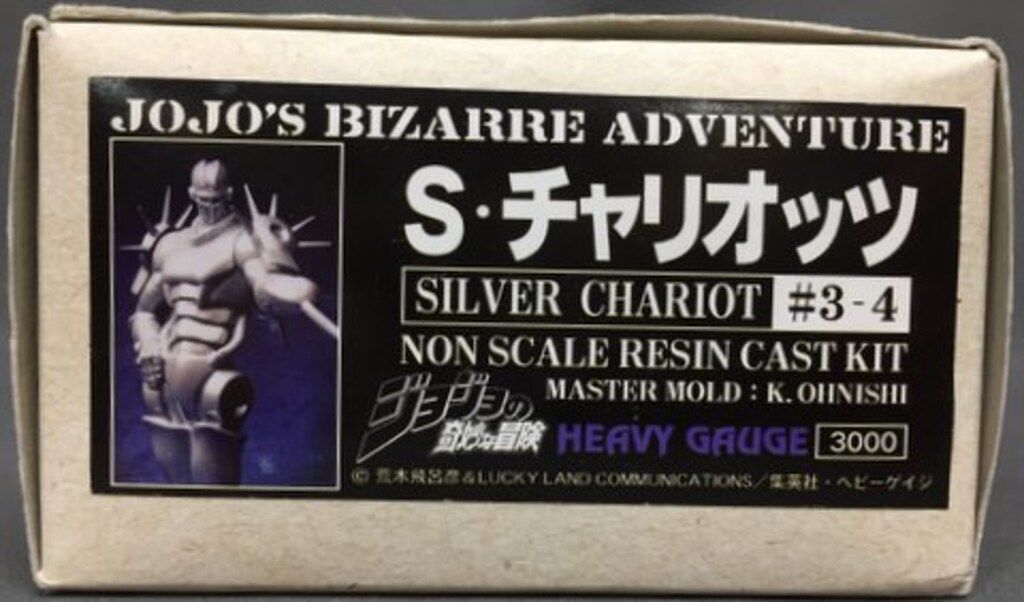 JOJO'S BIZARRE ADVENTURE
S・チャリオッツ
SILVER CHARIOT #3-4
NON SCALE RESIN CAST KIT
MASTER MOLD : K. OHNISHI
ジョジョの
奇妙な冒険
HEAVY GAUGE 3000
© 荒木飛呂彦&LUCKY LAND COMMUNICATIONS/集英社・ヘビーゲイジ